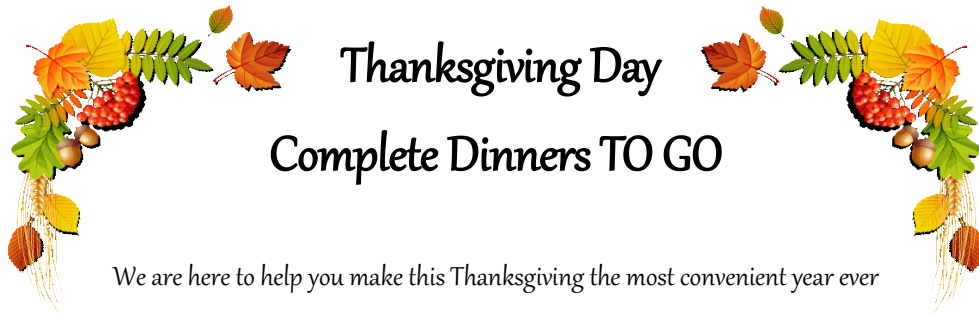 Thanksgiving Day
Complete Dinners TO GO
We are here to help you make this Thanksgiving the most convenient year ever